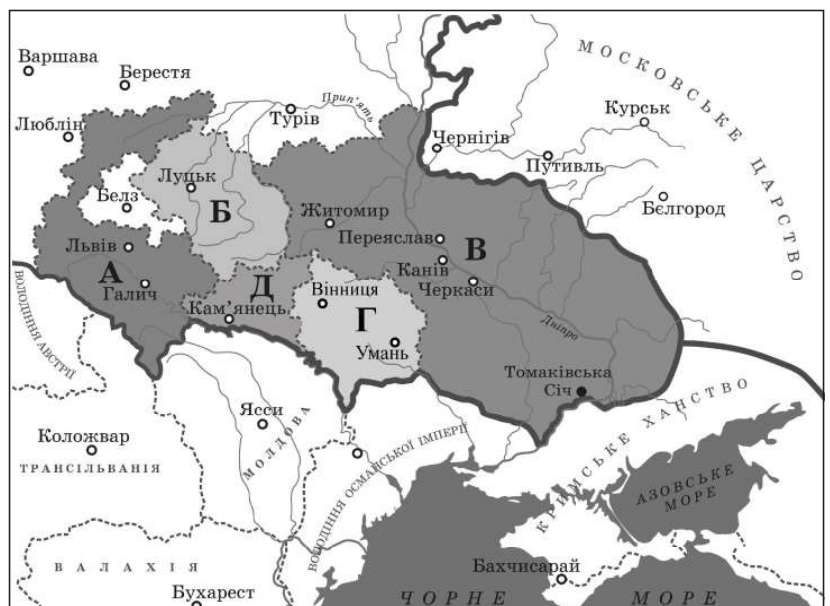 Варшава
Берестя
Люблін
Прип'ять
Турів
МОСКОВСЬКЕ ЦАРСТВО
Курськ
Чернігів
Путивль
Бєлгород
Белз
Луцьк
Б
Житомир
Переяслав
В
Львів
А
Галич
Канів
Черкаси
Д
Кам'янець
Вінниця
Г
Умань
Дніпро
Томаківська
Січ
ВОЛОДІННЯ АВСТРІЇ
Ясси
МОЛДОВА
Коложвар
ТРАНСІЛЬВАНІЯ
ВОЛОДІННЯ ОСМАНСЬКОЇ ІМПЕРІЇ
КРИМСЬКЕ ХАНСТВО
АЗОВСЬКЕ
МОРЕ
ВАЛАХІЯ
Бухарест
Бахчисарай
ЧОРНЕ МОРЕ